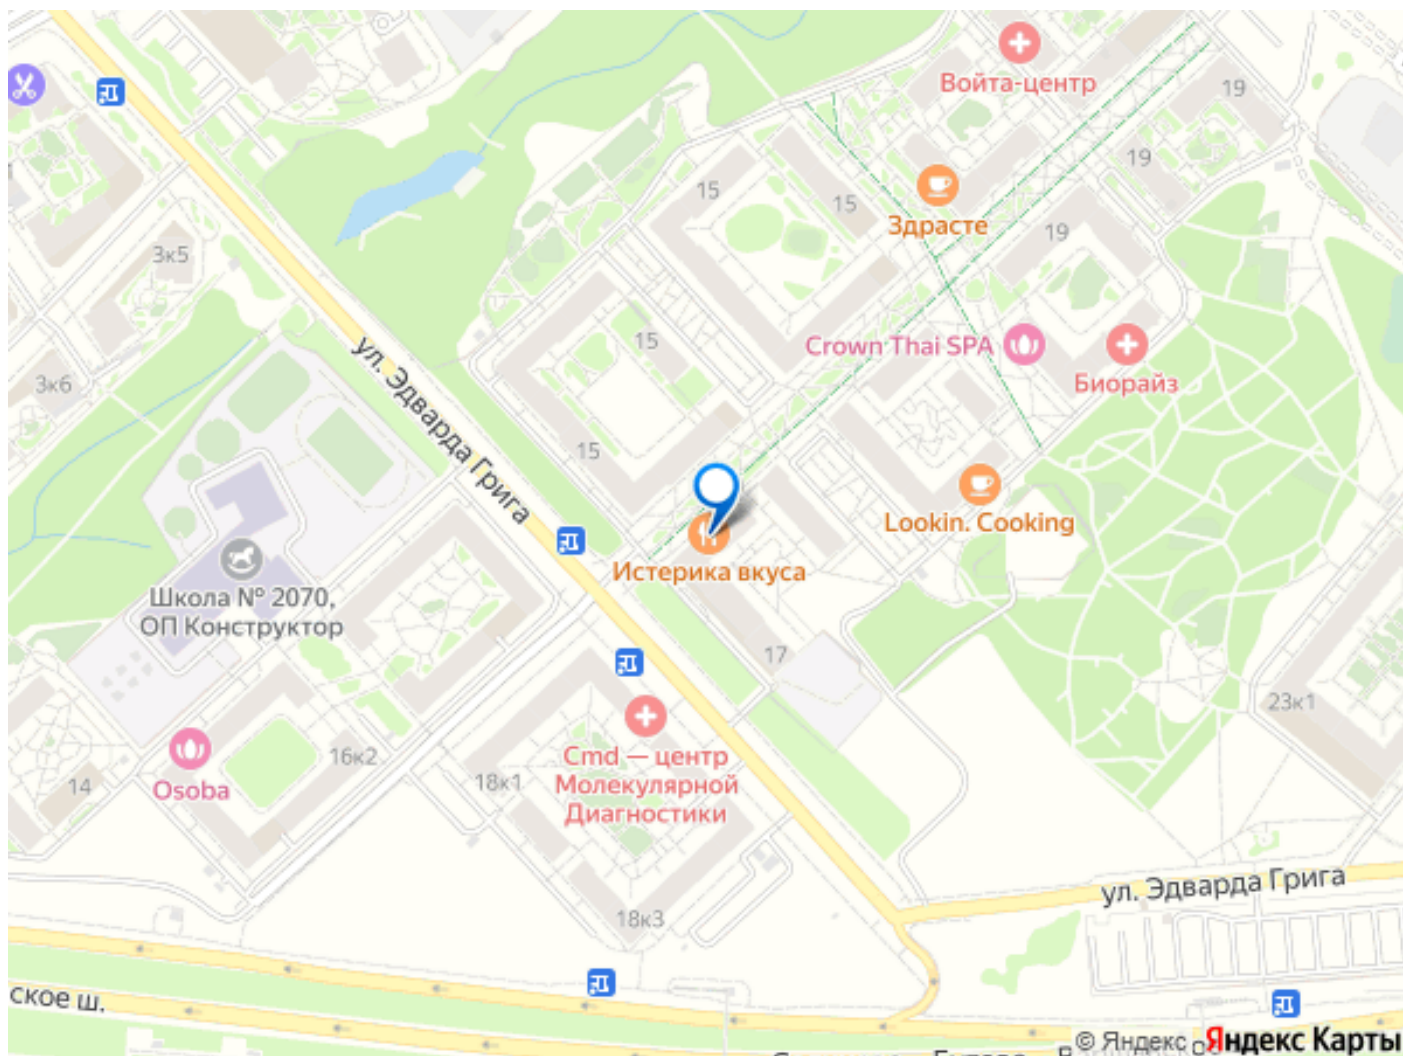 Войта-центр
19
19
15
15
Здрасте
19
3к5
15
Crown Thai SPA
Биорайз
3к6
ул. Эдварда Грига
15
Lookin. Cooking
Истерика вкуса
Школа № 2070,
ОП Конструктор
17
23к1
16к2
Cmd — центр
Молекулярной
Диагностики
18к1
14
Osoba
ул. Эдварда Грига
18к3
ское ш.
© Яндекс
Яндекс Карты